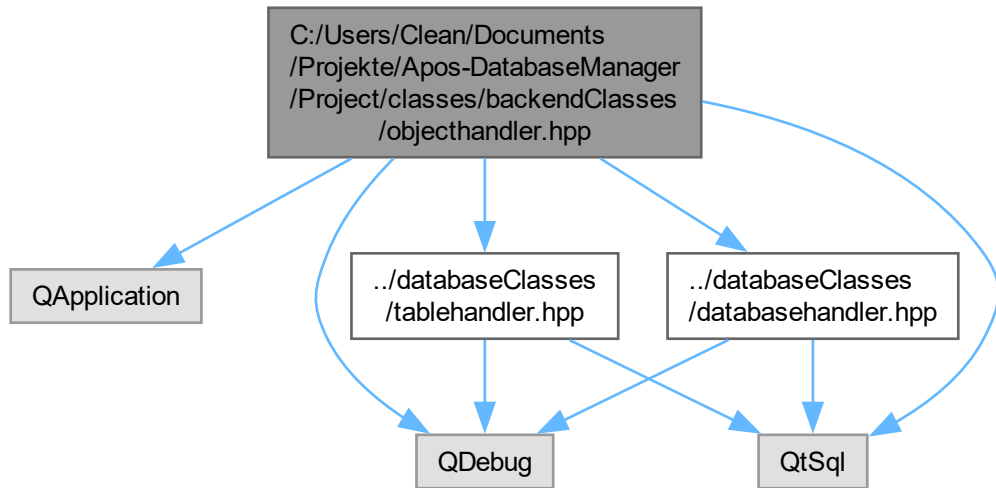 C:/Users/Clean/Documents
/Projekte/Apos-DatabaseManager
/Project/classes/backendClasses
/objecthandler.hpp
QApplication
../databaseClasses
/tablehandler.hpp
../databaseClasses
/databasehandler.hpp
QDebug
QtSql